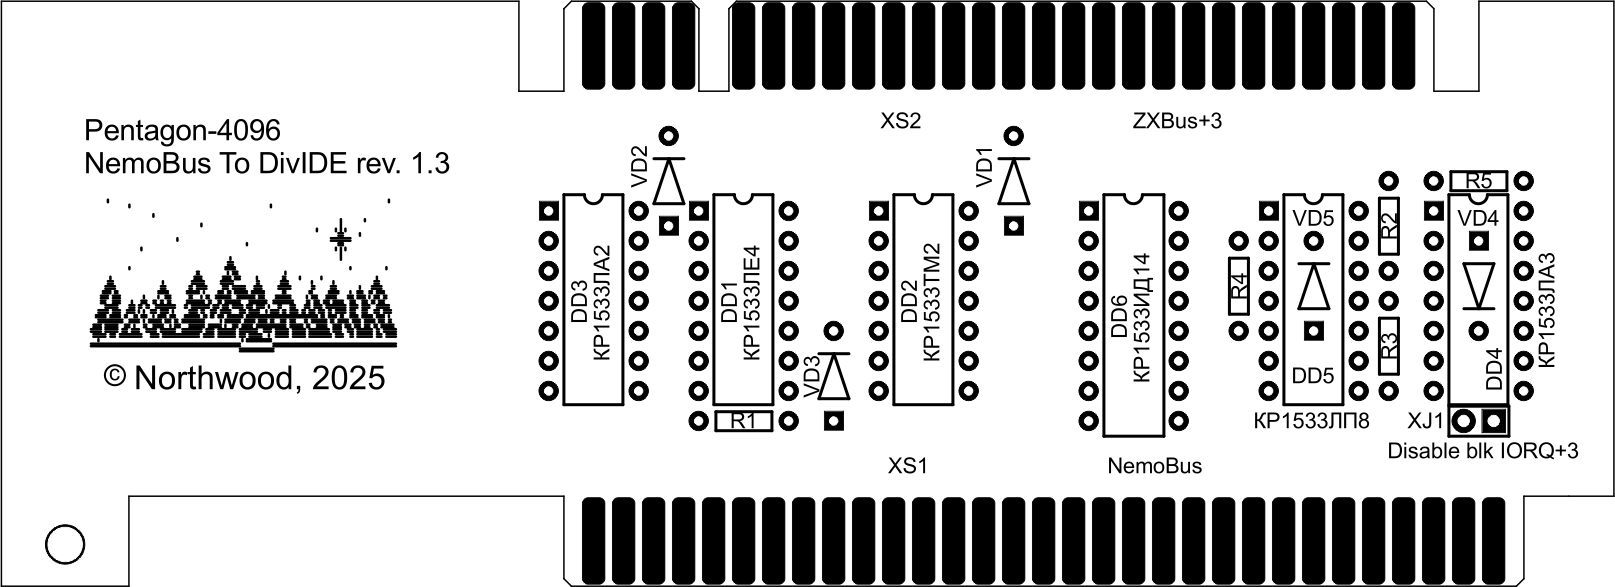 XS2 ZXBus+3
Pentagon-4096
NemoBus To DivIDE rev. 1.3
VD2
VD1
R5
VD5
R2
VD4
DD3
КР1533ЛА2
DD1
КР1533ЛЕ4
DD2
КР1533ТМ2
DD6
КР1533ИД14
R4
R3
КР1533ЛА3
VD3
DD5
DD4
© Northwood, 2025
R1
КР1533ЛП8
XJ1
Disable blk IORQ+3
XS1 NemoBus